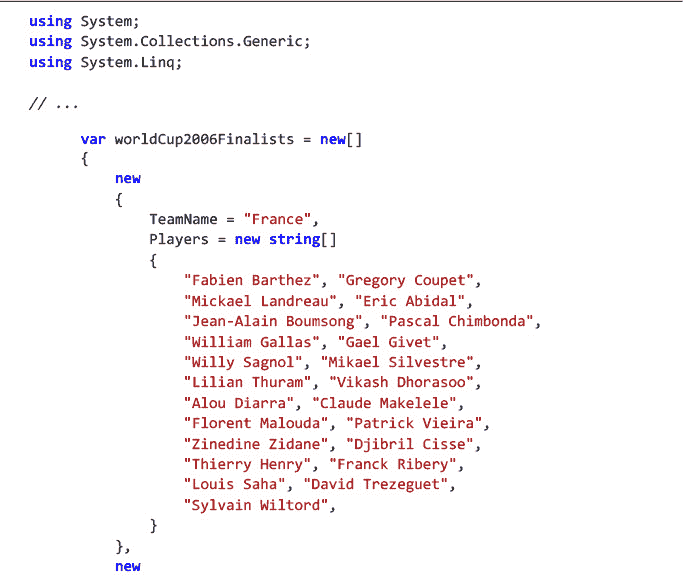 using System;
using System.Collections.Generic;
using System.Linq;
// ...
var worldCup2006Finalists = new[]
{
new
{
TeamName = "France",
Players = new string[]
{
"Fabien Barthez", "Gregory Coupet",
"Mickael Landreau", "Eric Abidal",
"Jean-Alain Boumsong", "Pascal Chimbonda",
"William Gallas", "Gael Givet",
"Willy Sagnol", "Mikael Silvestre",
"Lilian Thuram", "Vikash Dhorasoo",
"Alou Diarra", "Claude Makelele",
"Florent Malouda", "Patrick Vieira",
"Zinedine Zidane", "Djibril Cisse",
"Thierry Henry", "Franck Ribery",
"Louis Saha", "David Trezeguet",
"Sylvain Wiltord",
}
},
new